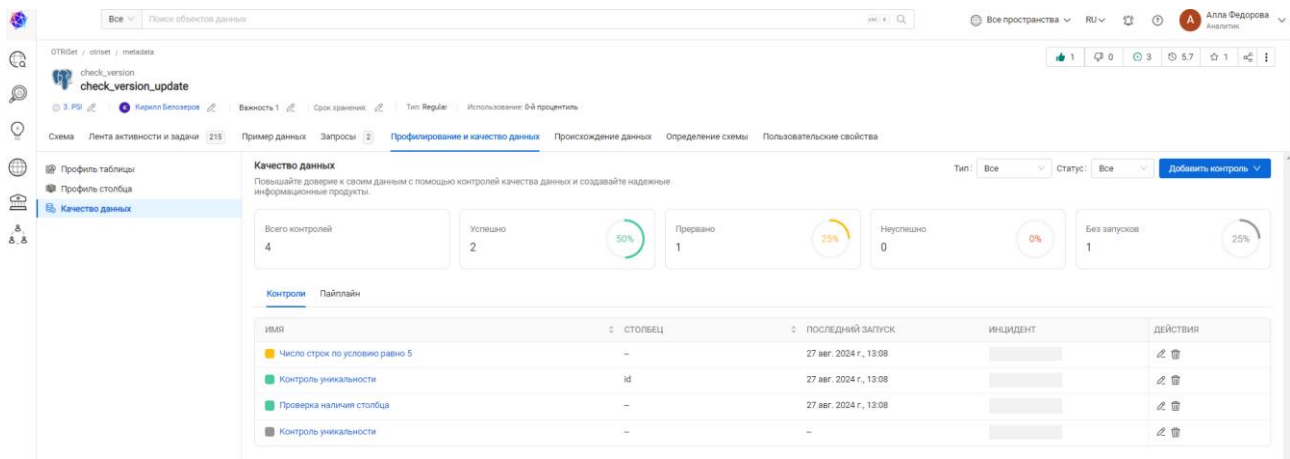 Все Поиск объектов данных Все пространства RU А Алла Федорова
Аналитик
OTRiSet / otriset / metadata
1 0 3 5.7 1
check_version
check_version_update
3. PSI К Кирилл Белозеров Важность 1 Срок хранения: Тип: Regular Использование: 0-й процентиль
Схема Лента активности и задачи 215 Пример данных Запросы 2 Профилирование и качество данных Происхождение данных Определение схемы Пользовательские свойства
Профиль таблицы
Профиль столбца
Качество данных
Качество данных
Повышайте доверие к своим данным с помощью контролей качества данных и создавайте надежные
информационные продукты.
Тип: Все Статус: Все Добавить контроль
Всего контролей
4
Успешно
2
50%
Прервано
1
25%
Неуспешно
0
0%
Без запусков
1
25%
Контроли Пайплайн
ИМЯ СТОЛБЕЦ ПОСЛЕДНИЙ ЗАПУСК ИНЦИДЕНТ ДЕЙСТВИЯ
Число строк по условию равно 5 – 27 авг. 2024 г., 13:08
Контроль уникальности id 27 авг. 2024 г., 13:08
Проверка наличия столбца – 27 авг. 2024 г., 13:08
Контроль уникальности – –